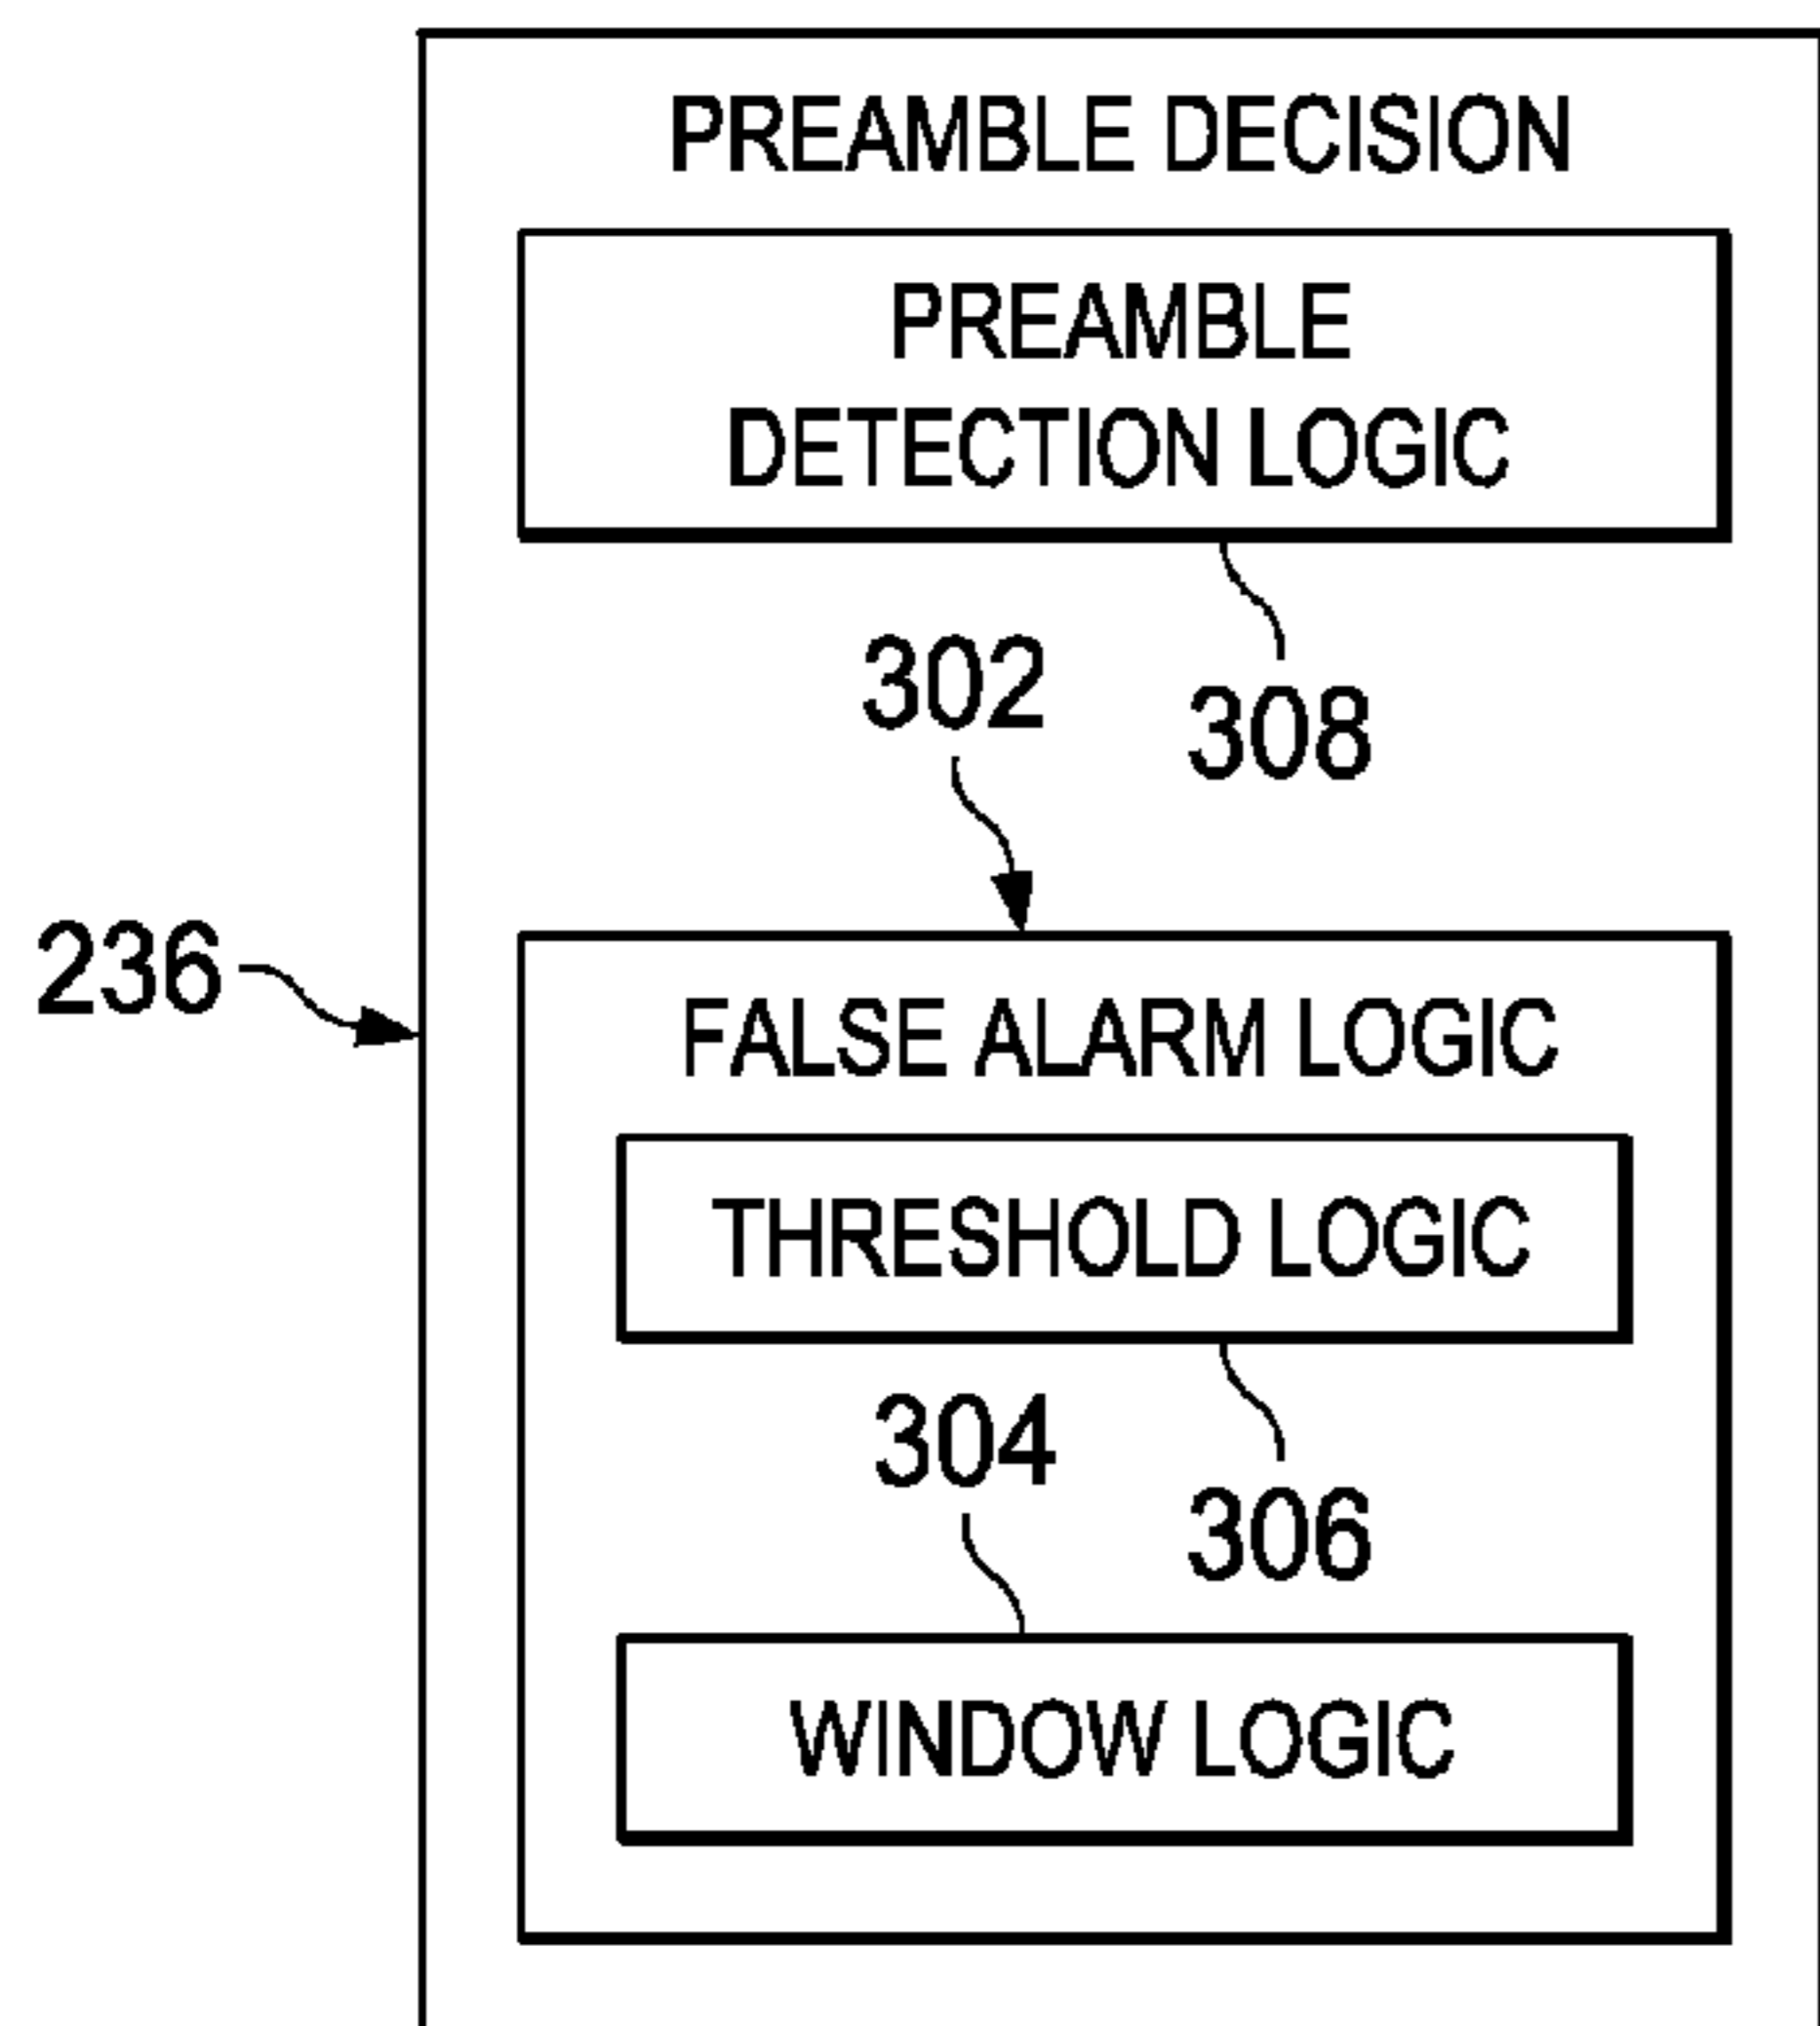 PREAMBLE DECISION
PREAMBLE
DETECTION LOGIC
302
308
236
FALSE ALARM LOGIC
THRESHOLD LOGIC
304
306
WINDOW LOGIC